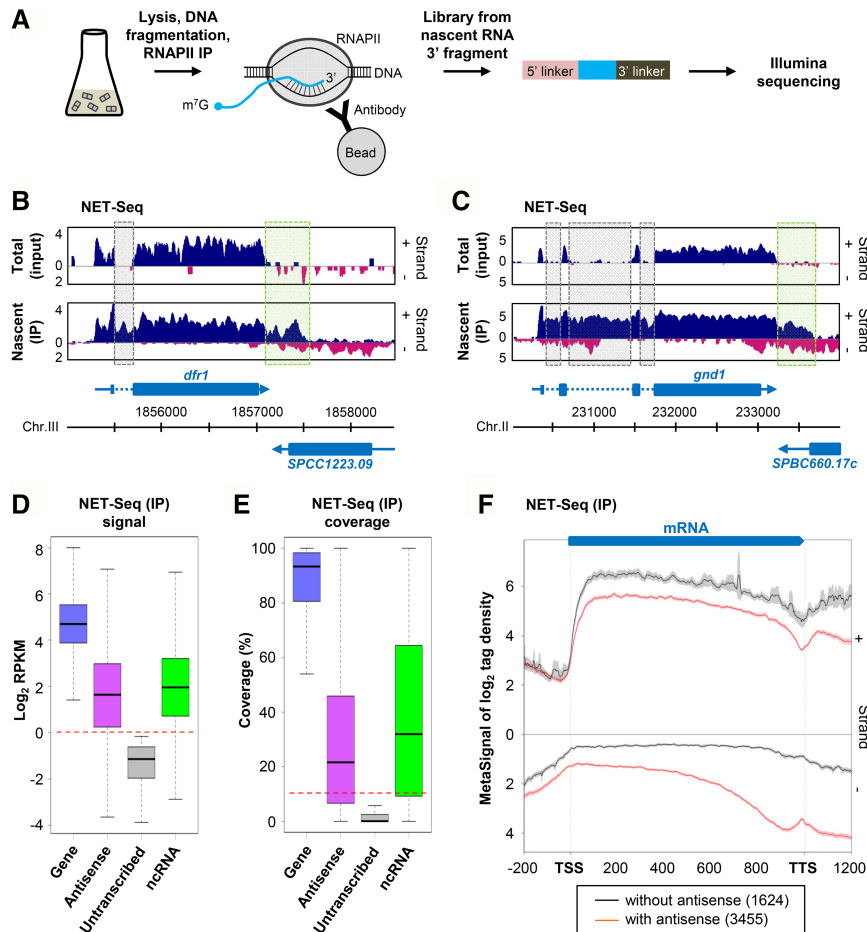 A
Lysis, DNA
fragmentation,
RNAPII IP
RNAPII
3'
DNA
m7G
Antibody
Bead
Library from
nascent RNA
3' fragment
5' linker
3' linker
Illumina
sequencing
B
NET-Seq
Total
(input)
4
0
2
+
-
Strand
Nascent
(IP)
4
0
2
+
-
Strand
dfr1
1856000 1857000 1858000
Chr.III
SPCC1223.09
C
NET-Seq
Total
(input)
5
0
5
+
-
Strand
Nascent
(IP)
5
0
5
+
-
Strand
gnd1
231000 232000 233000
Chr.II
SPBC660.17c
D
NET-Seq (IP)
signal
Log2 RPKM
8
6
4
2
0
-2
-4
Gene
Antisense
Untranscribed
ncRNA
E
NET-Seq (IP)
coverage
Coverage (%)
100
80
60
40
20
0
Gene
Antisense
Untranscribed
ncRNA
F
NET-Seq (IP)
mRNA
MetaSignal of log2 tag density
6
4
2
0
2
4
+
Strand
-
-200 TSS 200 400 600 800 TTS 1200
without antisense (1624)
with antisense (3455)